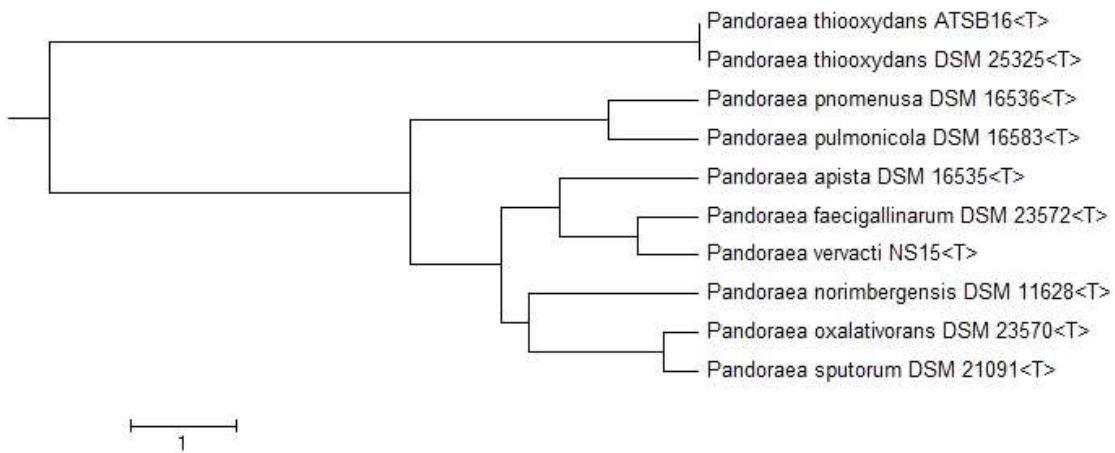 Pandoraea thiooxydans ATSB16<T>
Pandoraea thiooxydans DSM 25325<T>
Pandoraea pnomenusa DSM 16536<T>
Pandoraea pulmonicola DSM 16583<T>
Pandoraea apista DSM 16535<T>
Pandoraea faecigallinarum DSM 23572<T>
Pandoraea vervacti NS15<T>
Pandoraea norimbergensis DSM 11628<T>
Pandoraea oxalativorans DSM 23570<T>
Pandoraea sputorum DSM 21091<T>
1